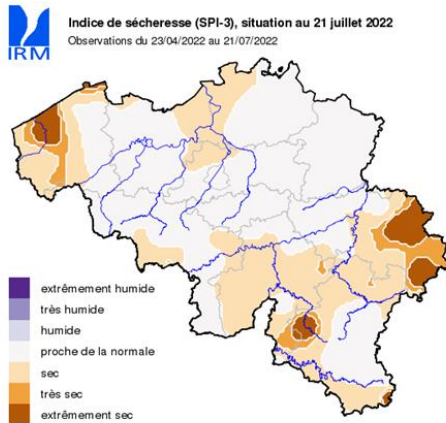 Indice de sécheresse (SPI-3), situation au 21 juillet 2022
Observations du 23/04/2022 au 21/07/2022
IRM
extrêmement humide
très humide
humide
proche de la normale
sec
très sec
extrêmement sec